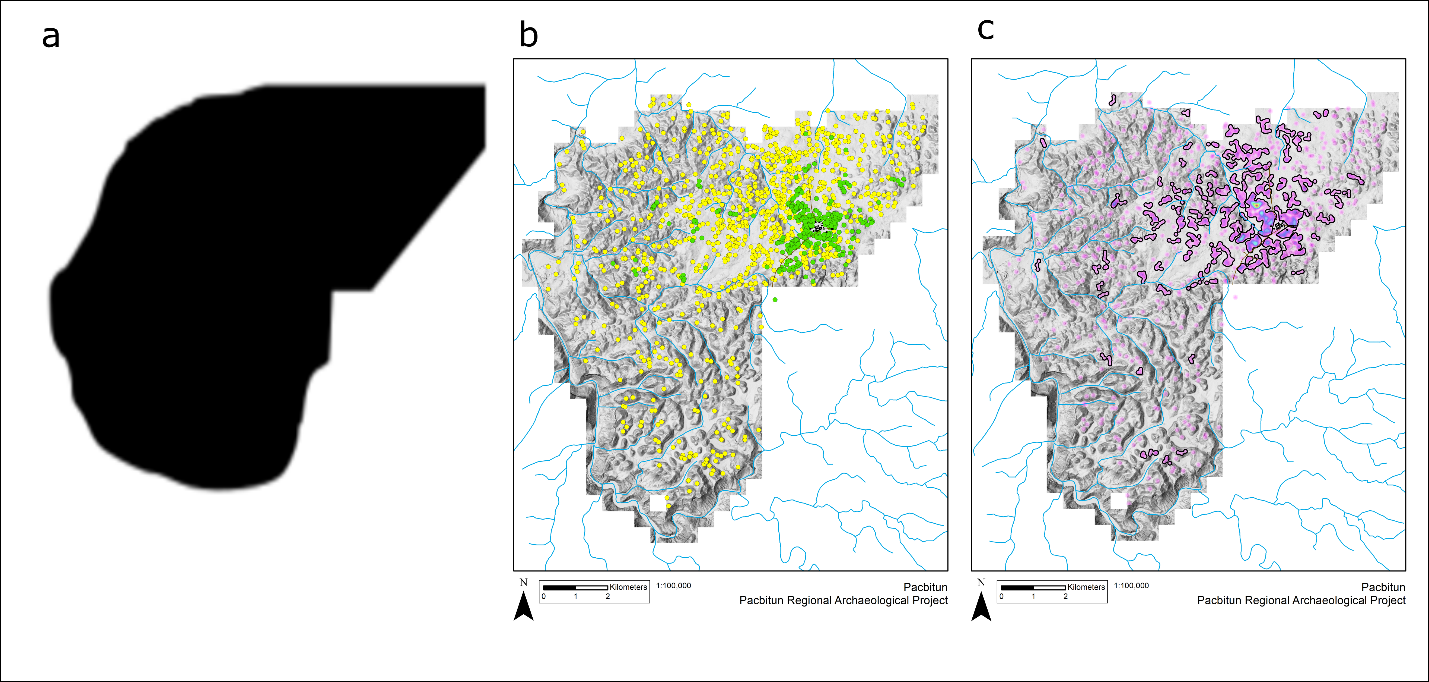 a
b
c
N
Kilometers
1:100,000
0 1 2
Pacbitun
Pacbitun Regional Archaeological Project
N
Kilometers
1:100,000
0 1 2
Pacbitun
Pacbitun Regional Archaeological Project